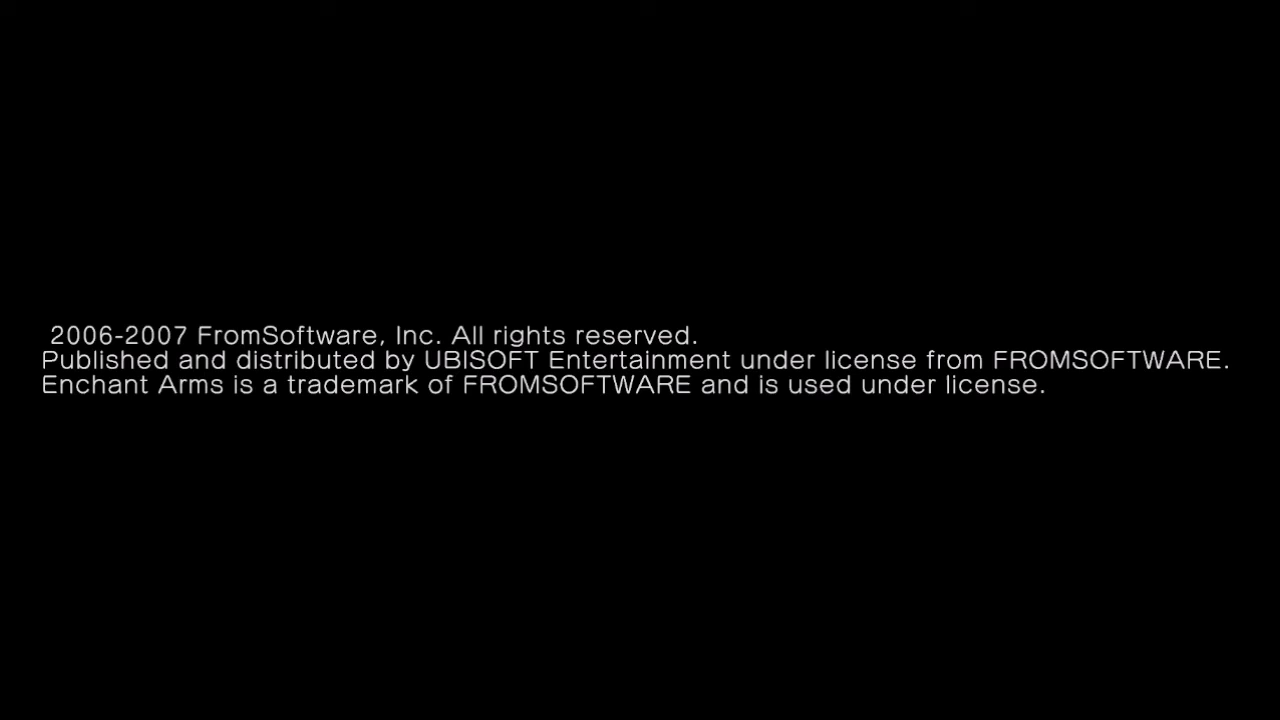 2006-2007 FromSoftware, Inc. All rights reserved.
Published and distributed by UBISOFT Entertainment under license from FROMSOFTWARE.
Enchant Arms is a trademark of FROMSOFTWARE and is used under license.